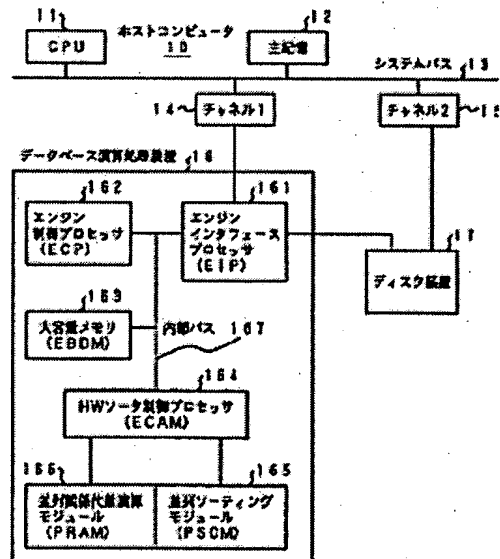 11
CPU
ホストコンピュータ
10
12
主記憶
システムバス 13
14 チャネル1
チャネル2 15
データベース演算処理装置 16
162
エンジン
制御プロセッサ
(ECP)
161
エンジン
インタフェース
プロセッサ
(EIP)
17
ディスク装置
163
大容量メモリ
(EBDM)
内部バス 167
164
HWソータ制御プロセッサ
(ECAM)
166
並列関係代数演算
モジュール
(PRAM)
165
並列ソーティング
モジュール
(PSCM)